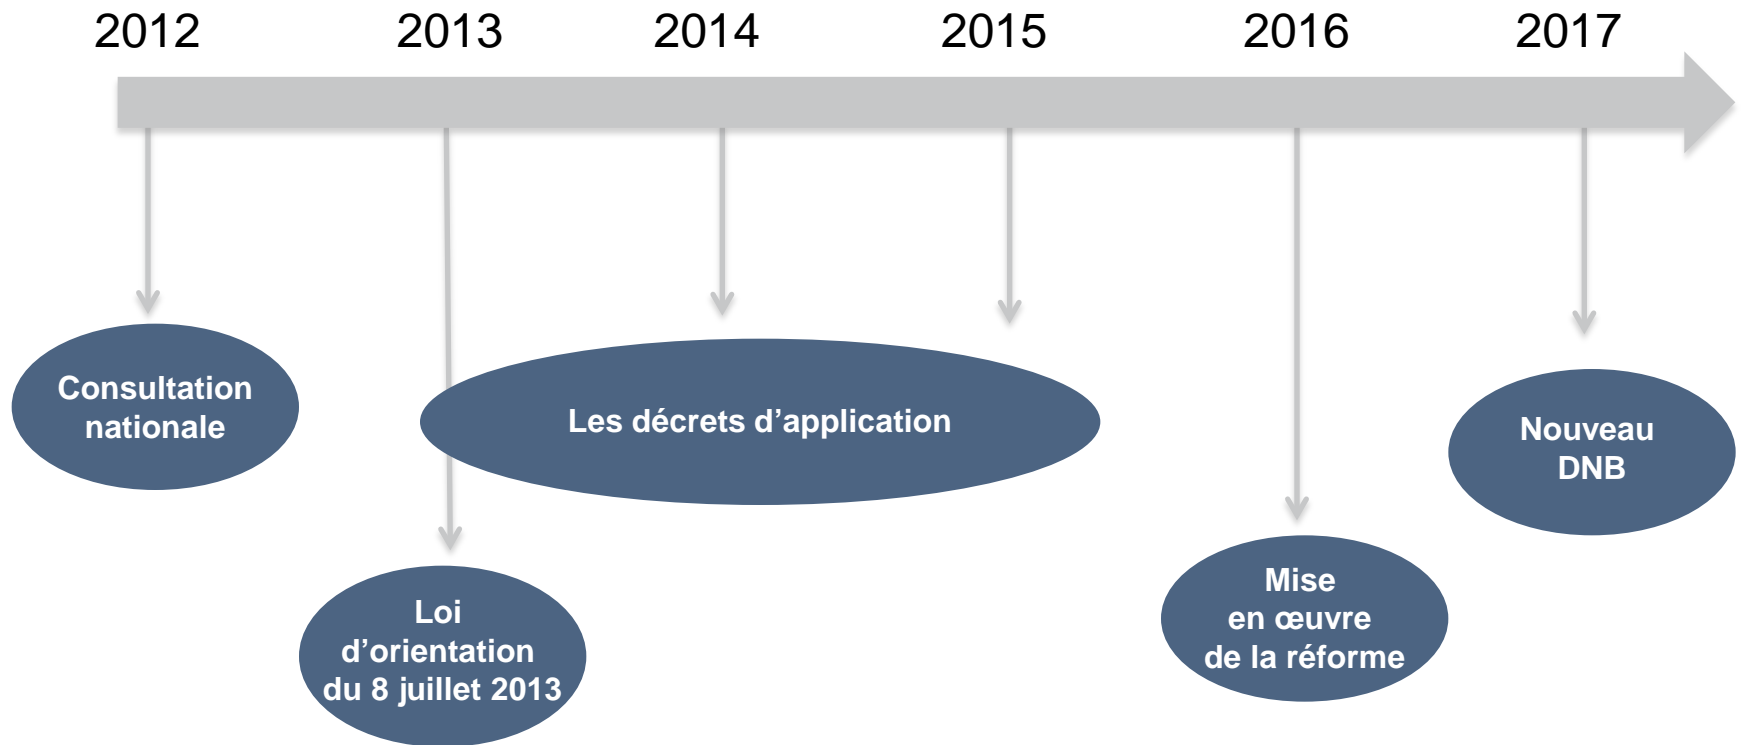 2012 2013 2014 2015 2016 2017
Consultation
nationale
Loi
d’orientation
du 8 juillet 2013
Les décrets d’application
Mise
en œuvre
de la réforme
Nouveau
DNB